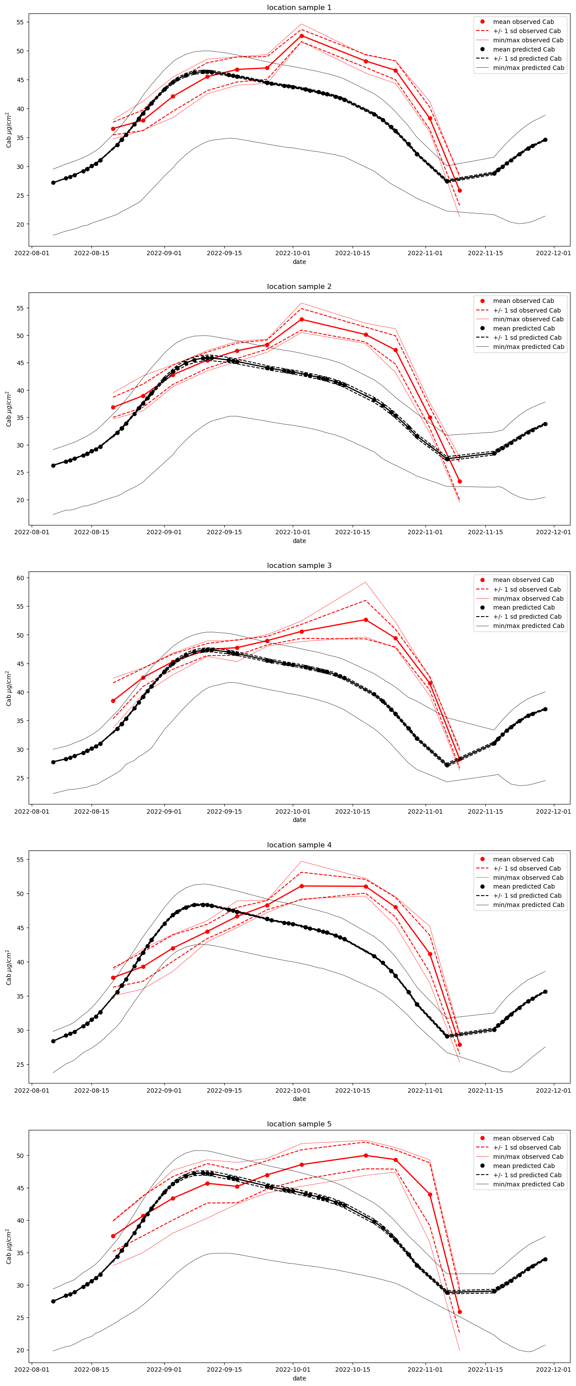 location sample 1
55
50
45
40
35
30
25
20
Cab µg/cm²
mean observed Cab
+/- 1 sd observed Cab
min/max observed Cab
mean predicted Cab
+/- 1 sd predicted Cab
min/max predicted Cab
2022-08-01 2022-08-15 2022-09-01 2022-09-15 2022-10-01 2022-10-15 2022-11-01 2022-11-15 2022-12-01
date
location sample 2
55
50
45
40
35
30
25
20
Cab µg/cm²
mean observed Cab
+/- 1 sd observed Cab
min/max observed Cab
mean predicted Cab
+/- 1 sd predicted Cab
min/max predicted Cab
2022-08-01 2022-08-15 2022-09-01 2022-09-15 2022-10-01 2022-10-15 2022-11-01 2022-11-15 2022-12-01
date
location sample 3
60
55
50
45
40
35
30
25
Cab µg/cm²
mean observed Cab
+/- 1 sd observed Cab
min/max observed Cab
mean predicted Cab
+/- 1 sd predicted Cab
min/max predicted Cab
2022-08-01 2022-08-15 2022-09-01 2022-09-15 2022-10-01 2022-10-15 2022-11-01 2022-11-15 2022-12-01
date
location sample 4
55
50
45
40
35
30
25
Cab µg/cm²
mean observed Cab
+/- 1 sd observed Cab
min/max observed Cab
mean predicted Cab
+/- 1 sd predicted Cab
min/max predicted Cab
2022-08-01 2022-08-15 2022-09-01 2022-09-15 2022-10-01 2022-10-15 2022-11-01 2022-11-15 2022-12-01
date
location sample 5
50
45
40
35
30
25
20
Cab µg/cm²
mean observed Cab
+/- 1 sd observed Cab
min/max observed Cab
mean predicted Cab
+/- 1 sd predicted Cab
min/max predicted Cab
2022-08-01 2022-08-15 2022-09-01 2022-09-15 2022-10-01 2022-10-15 2022-11-01 2022-11-15 2022-12-01
date